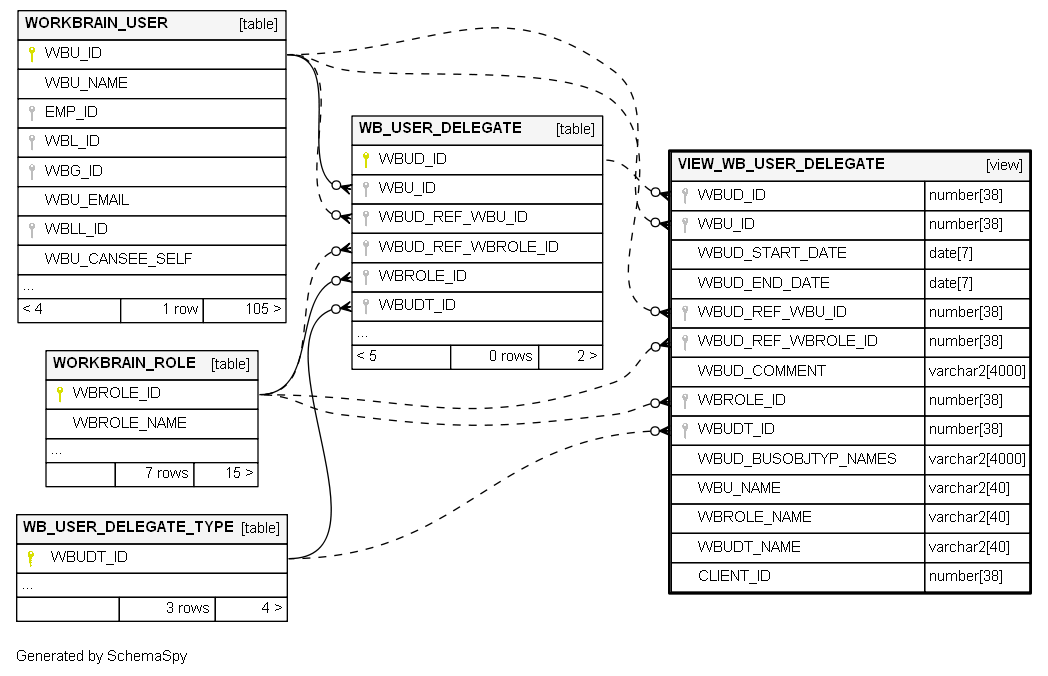 WORKBRAIN_USER [table]
WBU_ID
WBU_NAME
EMP_ID
WBL_ID
WBG_ID
WBU_EMAIL
WBLL_ID
WBU_CANSEE_SELF
...
< 4 1 row 105 >
WB_USER_DELEGATE [table]
WBUD_ID
WBU_ID
WBUD_REF_WBU_ID
WBUD_REF_WBROLE_ID
WBROLE_ID
WBUDT_ID
...
< 5 0 rows 2 >
VIEW_WB_USER_DELEGATE [view]
WBUD_ID number[38]
WBU_ID number[38]
WBUD_START_DATE date[7]
WBUD_END_DATE date[7]
WBUD_REF_WBU_ID number[38]
WBUD_REF_WBROLE_ID number[38]
WBUD_COMMENT varchar2[4000]
WBROLE_ID number[38]
WBUDT_ID number[38]
WBUD_BUSOBJTYP_NAMES varchar2[4000]
WBU_NAME varchar2[40]
WBROLE_NAME varchar2[40]
WBUDT_NAME varchar2[40]
CLIENT_ID number[38]
WORKBRAIN_ROLE [table]
WBROLE_ID
WBROLE_NAME
...
7 rows 15 >
WB_USER_DELEGATE_TYPE [table]
WBUDT_ID
...
3 rows 4 >
Generated by SchemaSpy